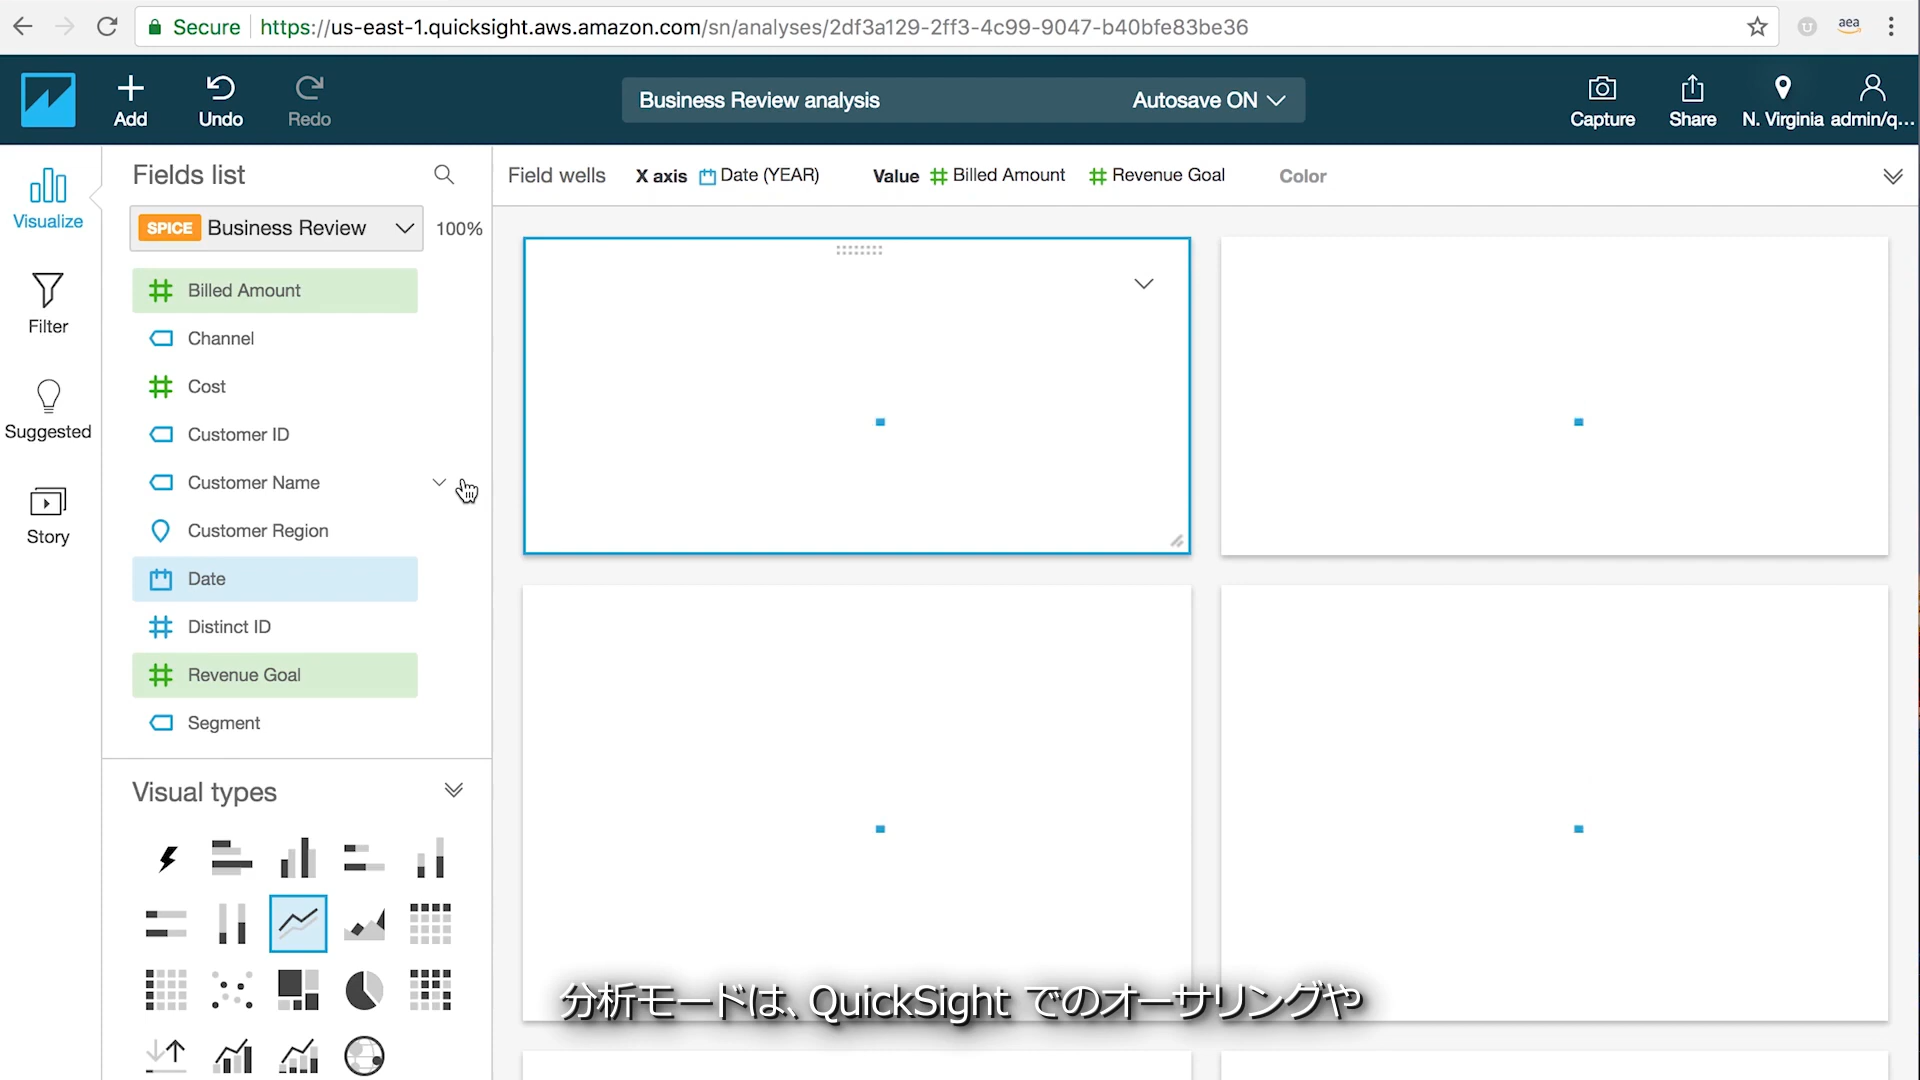 Secure
https://us-east-1.quicksight.aws.amazon.com/sn/analyses/2df3a129-2ff3-4c99-9047-b40bfe83be36
aea
Add
Undo
Redo
Business Review analysis
Autosave ON
Capture
Share
N. Virginia
admin/q...
Visualize
Filter
Suggested
Story
Fields list
SPICE Business Review
100%
Billed Amount
Channel
Cost
Customer ID
Customer Name
Customer Region
Date
Distinct ID
Revenue Goal
Segment
Visual types
Field wells
X axis Date (YEAR)
Value Billed Amount Revenue Goal
Color
分析モードは、QuickSight でのオーサリングや